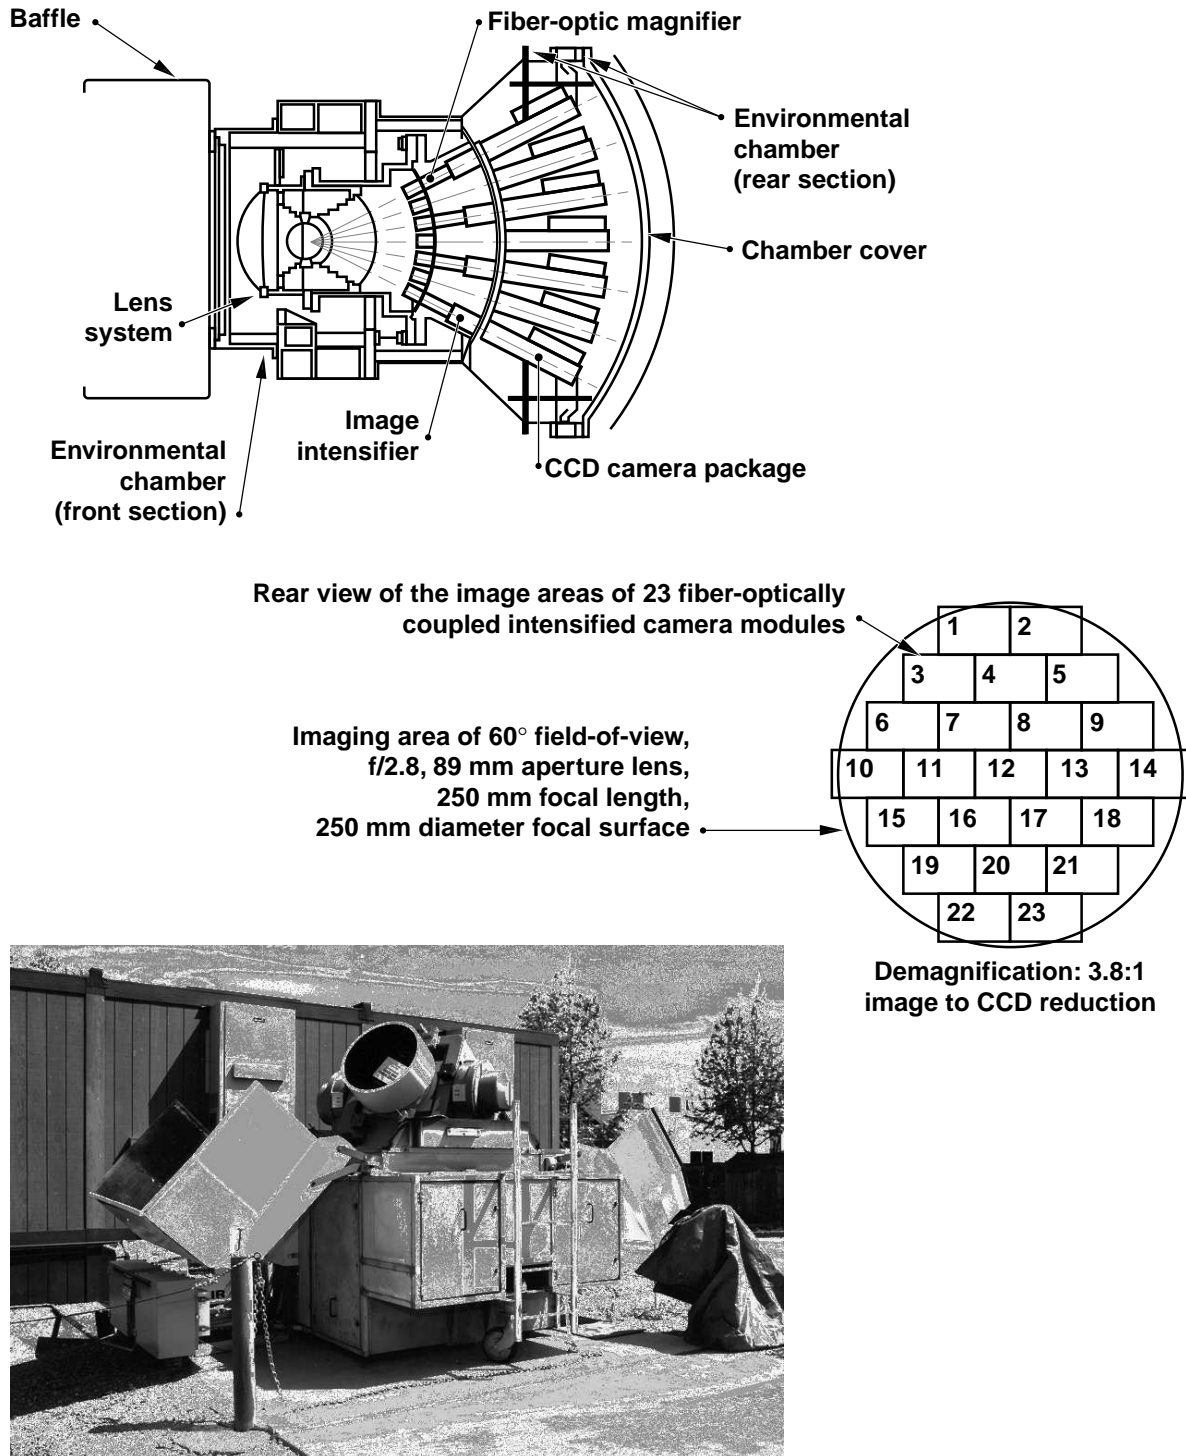 Baffle
Fiber-optic magnifier
Environmental
chamber
(rear section)
Chamber cover
Lens
system
Image
intensifier
Environmental
chamber
(front section)
CCD camera package
Rear view of the image areas of 23 fiber-optically
coupled intensified camera modules
1 2
3 4 5
6 7 8 9
10 11 12 13 14
15 16 17 18
19 20 21
22 23
Imaging area of 60° field-of-view,
f/2.8, 89 mm aperture lens,
250 mm focal length,
250 mm diameter focal surface
Demagnification: 3.8:1
image to CCD reduction
IR